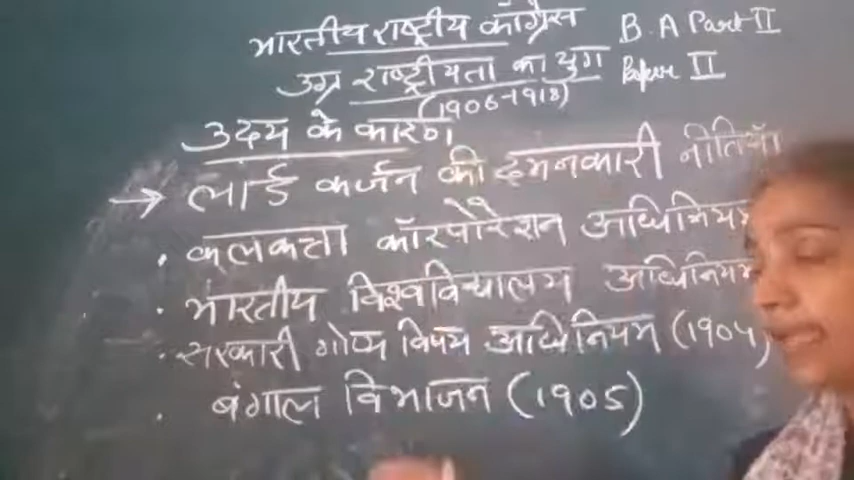 भारतीय राष्ट्रीय कांग्रेस
B.A Part II
उग्र राष्ट्रीयता का युग
Paper II
(1906-1918)
उदय के कारण
→ लार्ड कर्जन की दमनकारी नीतियाँ
. कलकत्ता कॉरपोरेशन अधिनियम
. भारतीय विश्वविद्यालय अधिनियम
. सरकारी गोप्य विषय अधिनियम (1904)
. बंगाल विभाजन (1905)